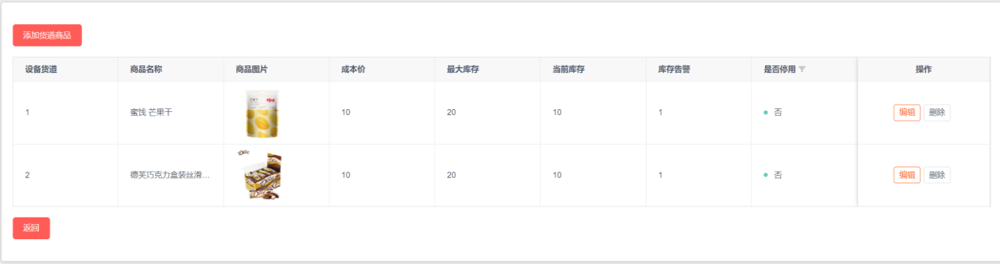 添加货道商品
设备货道 商品名称 商品图片 成本价 最大库存 当前库存 库存告警 是否停用 操作
1 蜜饯 芒果干 10 20 10 1 否 编辑 删除
2 德芙巧克力盒装丝滑... 10 20 10 1 否 编辑 删除
返回